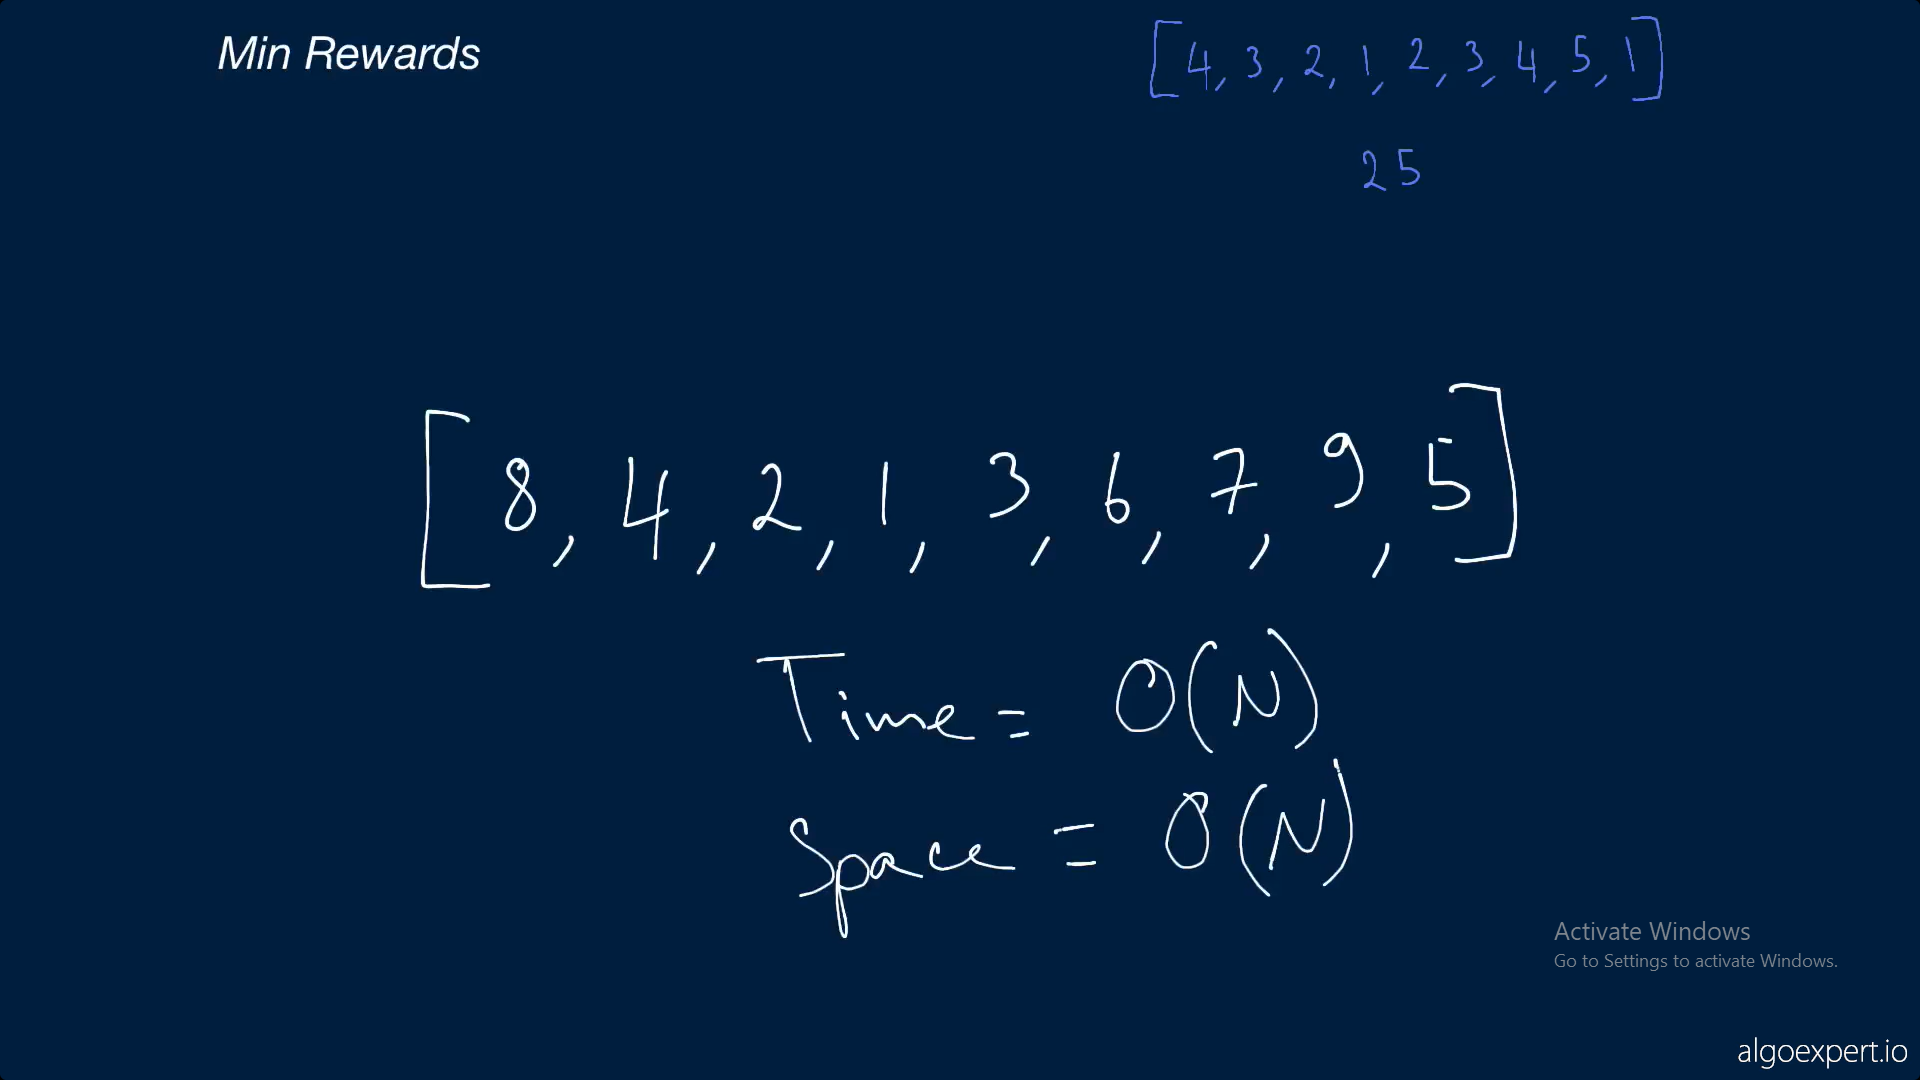 Min Rewards
[4, 3, 2, 1, 2, 3, 4, 5, 1]
25
[8, 4, 2, 1, 3, 6, 7, 9, 5]
Time = O(N)
Space = O(N)
Activate Windows
Go to Settings to activate Windows.
algoexpert.io